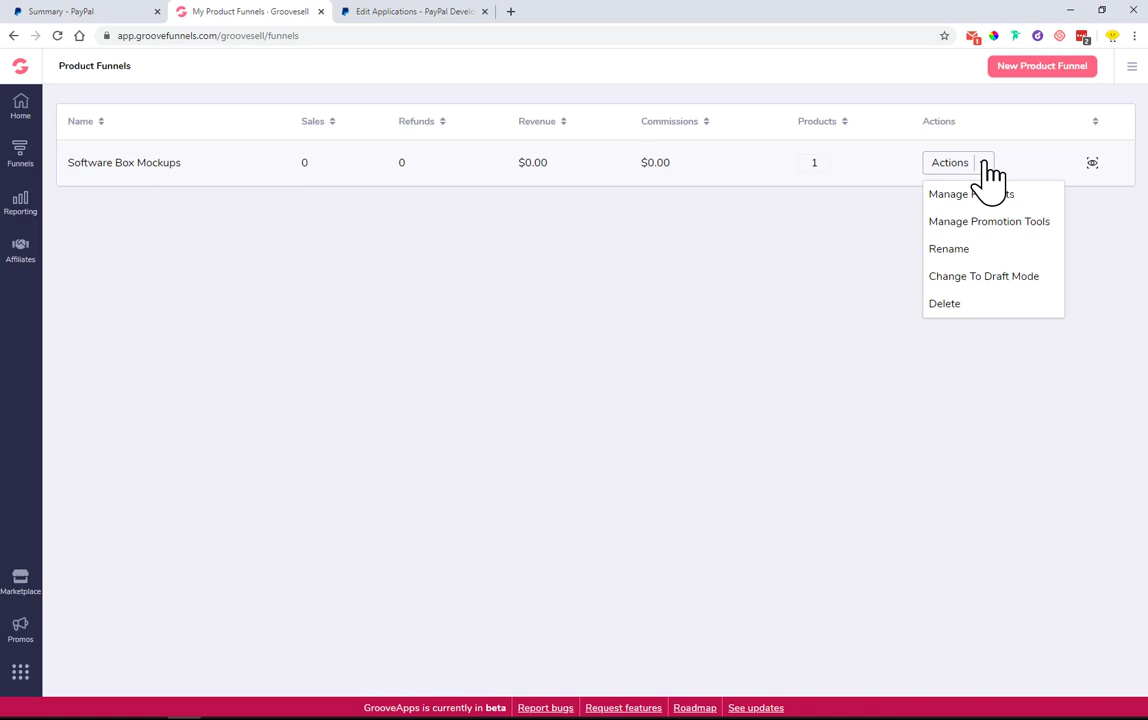 Summary - PayPal
My Product Funnels · Groovesell
Edit Applications - PayPal Develo
app.groovefunnels.com/groovesell/funnels
1
2
Product Funnels
New Product Funnel
Home
Funnels
Reporting
Affiliates
Marketplace
Promos
Name Sales Refunds Revenue Commissions Products Actions
Software Box Mockups 0 0 $0.00 $0.00 1 Actions
Manage
Manage Promotion Tools
Rename
Change To Draft Mode
Delete
GrooveApps is currently in beta Report bugs Request features Roadmap See updates